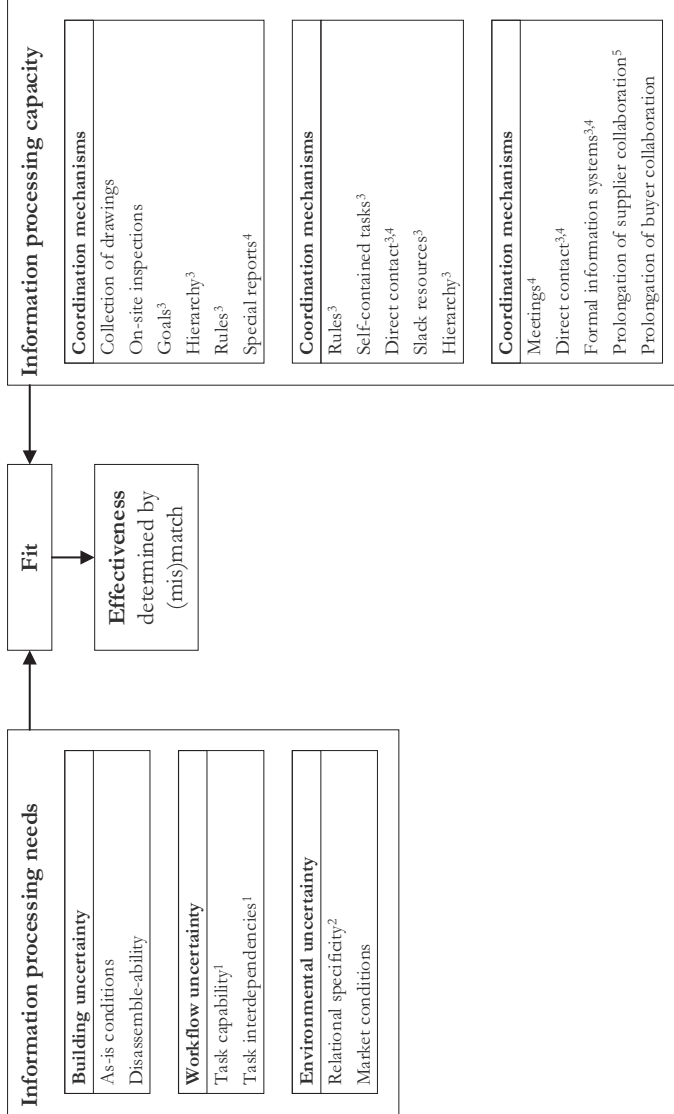 Information processing needs
Building uncertainty
As-is conditions
Disassemble-ability
Workflow uncertainty
Task capability¹
Task interdependencies¹
Environmental uncertainty
Relational specificity²
Market conditions
Fit
Effectiveness
determined by
(mis)match
Information processing capacity
Coordination mechanisms
Collection of drawings
On-site inspections
Goals³
Hierarchy³
Rules³
Special reports⁴
Coordination mechanisms
Rules³
Self-contained tasks³
Direct contact³,⁴
Slack resources³
Hierarchy³
Coordination mechanisms
Meetings⁴
Direct contact³,⁴
Formal information systems³,⁴
Prolongation of supplier collaboration⁵
Prolongation of buyer collaboration